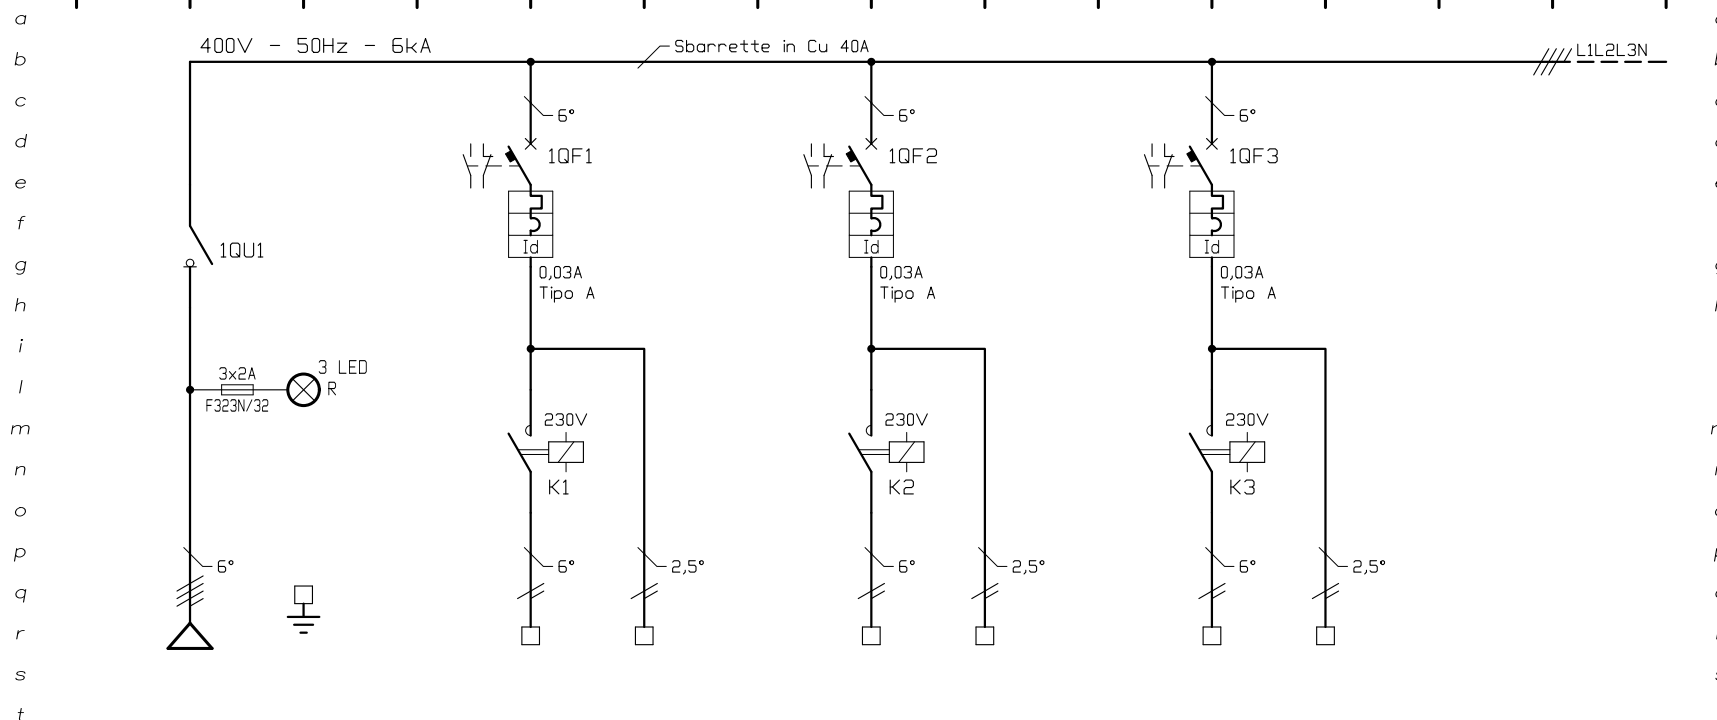 a
b
400V - 50Hz - 6kA
Sbarrette in Cu 40A
L1L2L3N
c
6°
6°
6°
d
1QF1
1QF2
1QF3
e
f
1QU1
Id
Id
Id
g
0,03A
Tipo A
0,03A
Tipo A
0,03A
Tipo A
h
i
3x2A
3 LED
R
F323N/32
l
m
230V
230V
230V
n
K1
K2
K3
o
p
6°
6°
2,5°
6°
2,5°
6°
2,5°
q
r
s
t